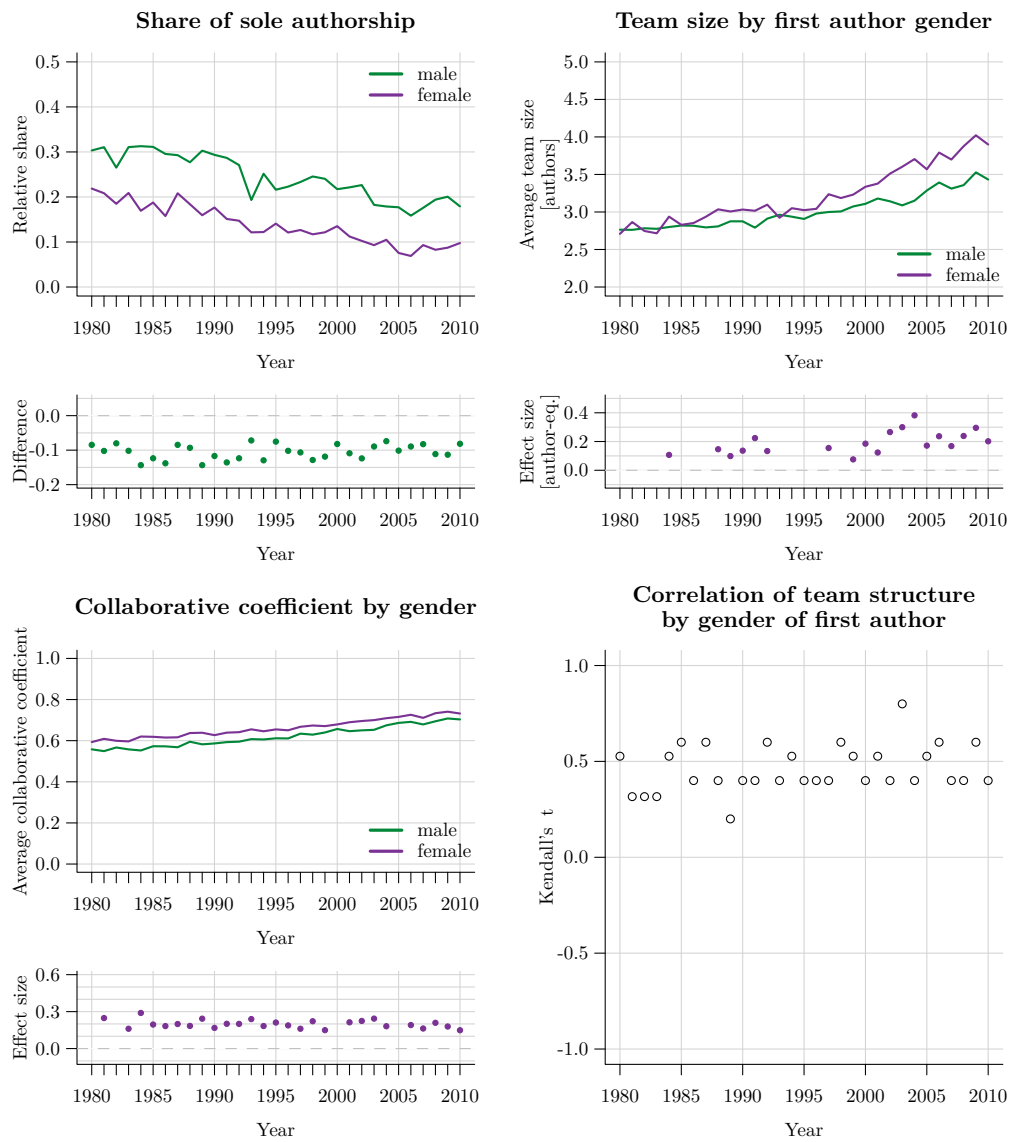 Share of sole authorship
Relative share
0.5
0.4
0.3
0.2
0.1
0.0
male
female
1980 1985 1990 1995 2000 2005 2010
Year
Difference
0.0
-0.1
-0.2
1980 1985 1990 1995 2000 2005 2010
Year
Team size by first author gender
Average team size
[authors]
5.0
4.5
4.0
3.5
3.0
2.5
2.0
male
female
1980 1985 1990 1995 2000 2005 2010
Year
Effect size
[author-eq.]
0.4
0.2
0.0
1980 1985 1990 1995 2000 2005 2010
Year
Collaborative coefficient by gender
Average collaborative coefficient
1.0
0.8
0.6
0.4
0.2
0.0
male
female
1980 1985 1990 1995 2000 2005 2010
Year
Effect size
0.6
0.3
0.0
1980 1985 1990 1995 2000 2005 2010
Year
Correlation of team structure
by gender of first author
Kendall's t
1.0
0.5
0.0
-0.5
-1.0
1980 1985 1990 1995 2000 2005 2010
Year